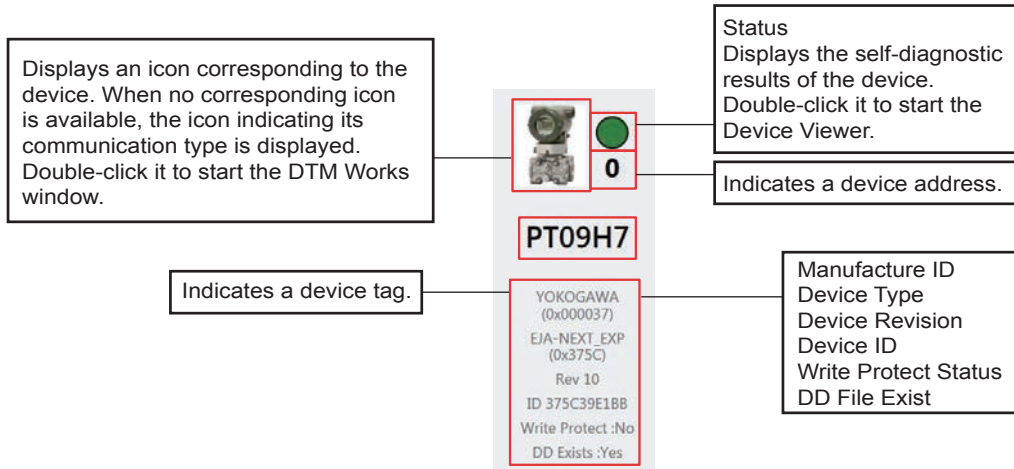 Displays an icon corresponding to the
device. When no corresponding icon
is available, the icon indicating its
communication type is displayed.
Double-click it to start the DTM Works
window.
Status
Displays the self-diagnostic
results of the device.
Double-click it to start the
Device Viewer.
0
Indicates a device address.
PT09H7
Indicates a device tag.
YOKOGAWA
(0x000037)
EJA-NEXT_EXP
(0x375C)
Rev 10
ID 375C39E1BB
Write Protect :No
DD Exists :Yes
Manufacture ID
Device Type
Device Revision
Device ID
Write Protect Status
DD File Exist